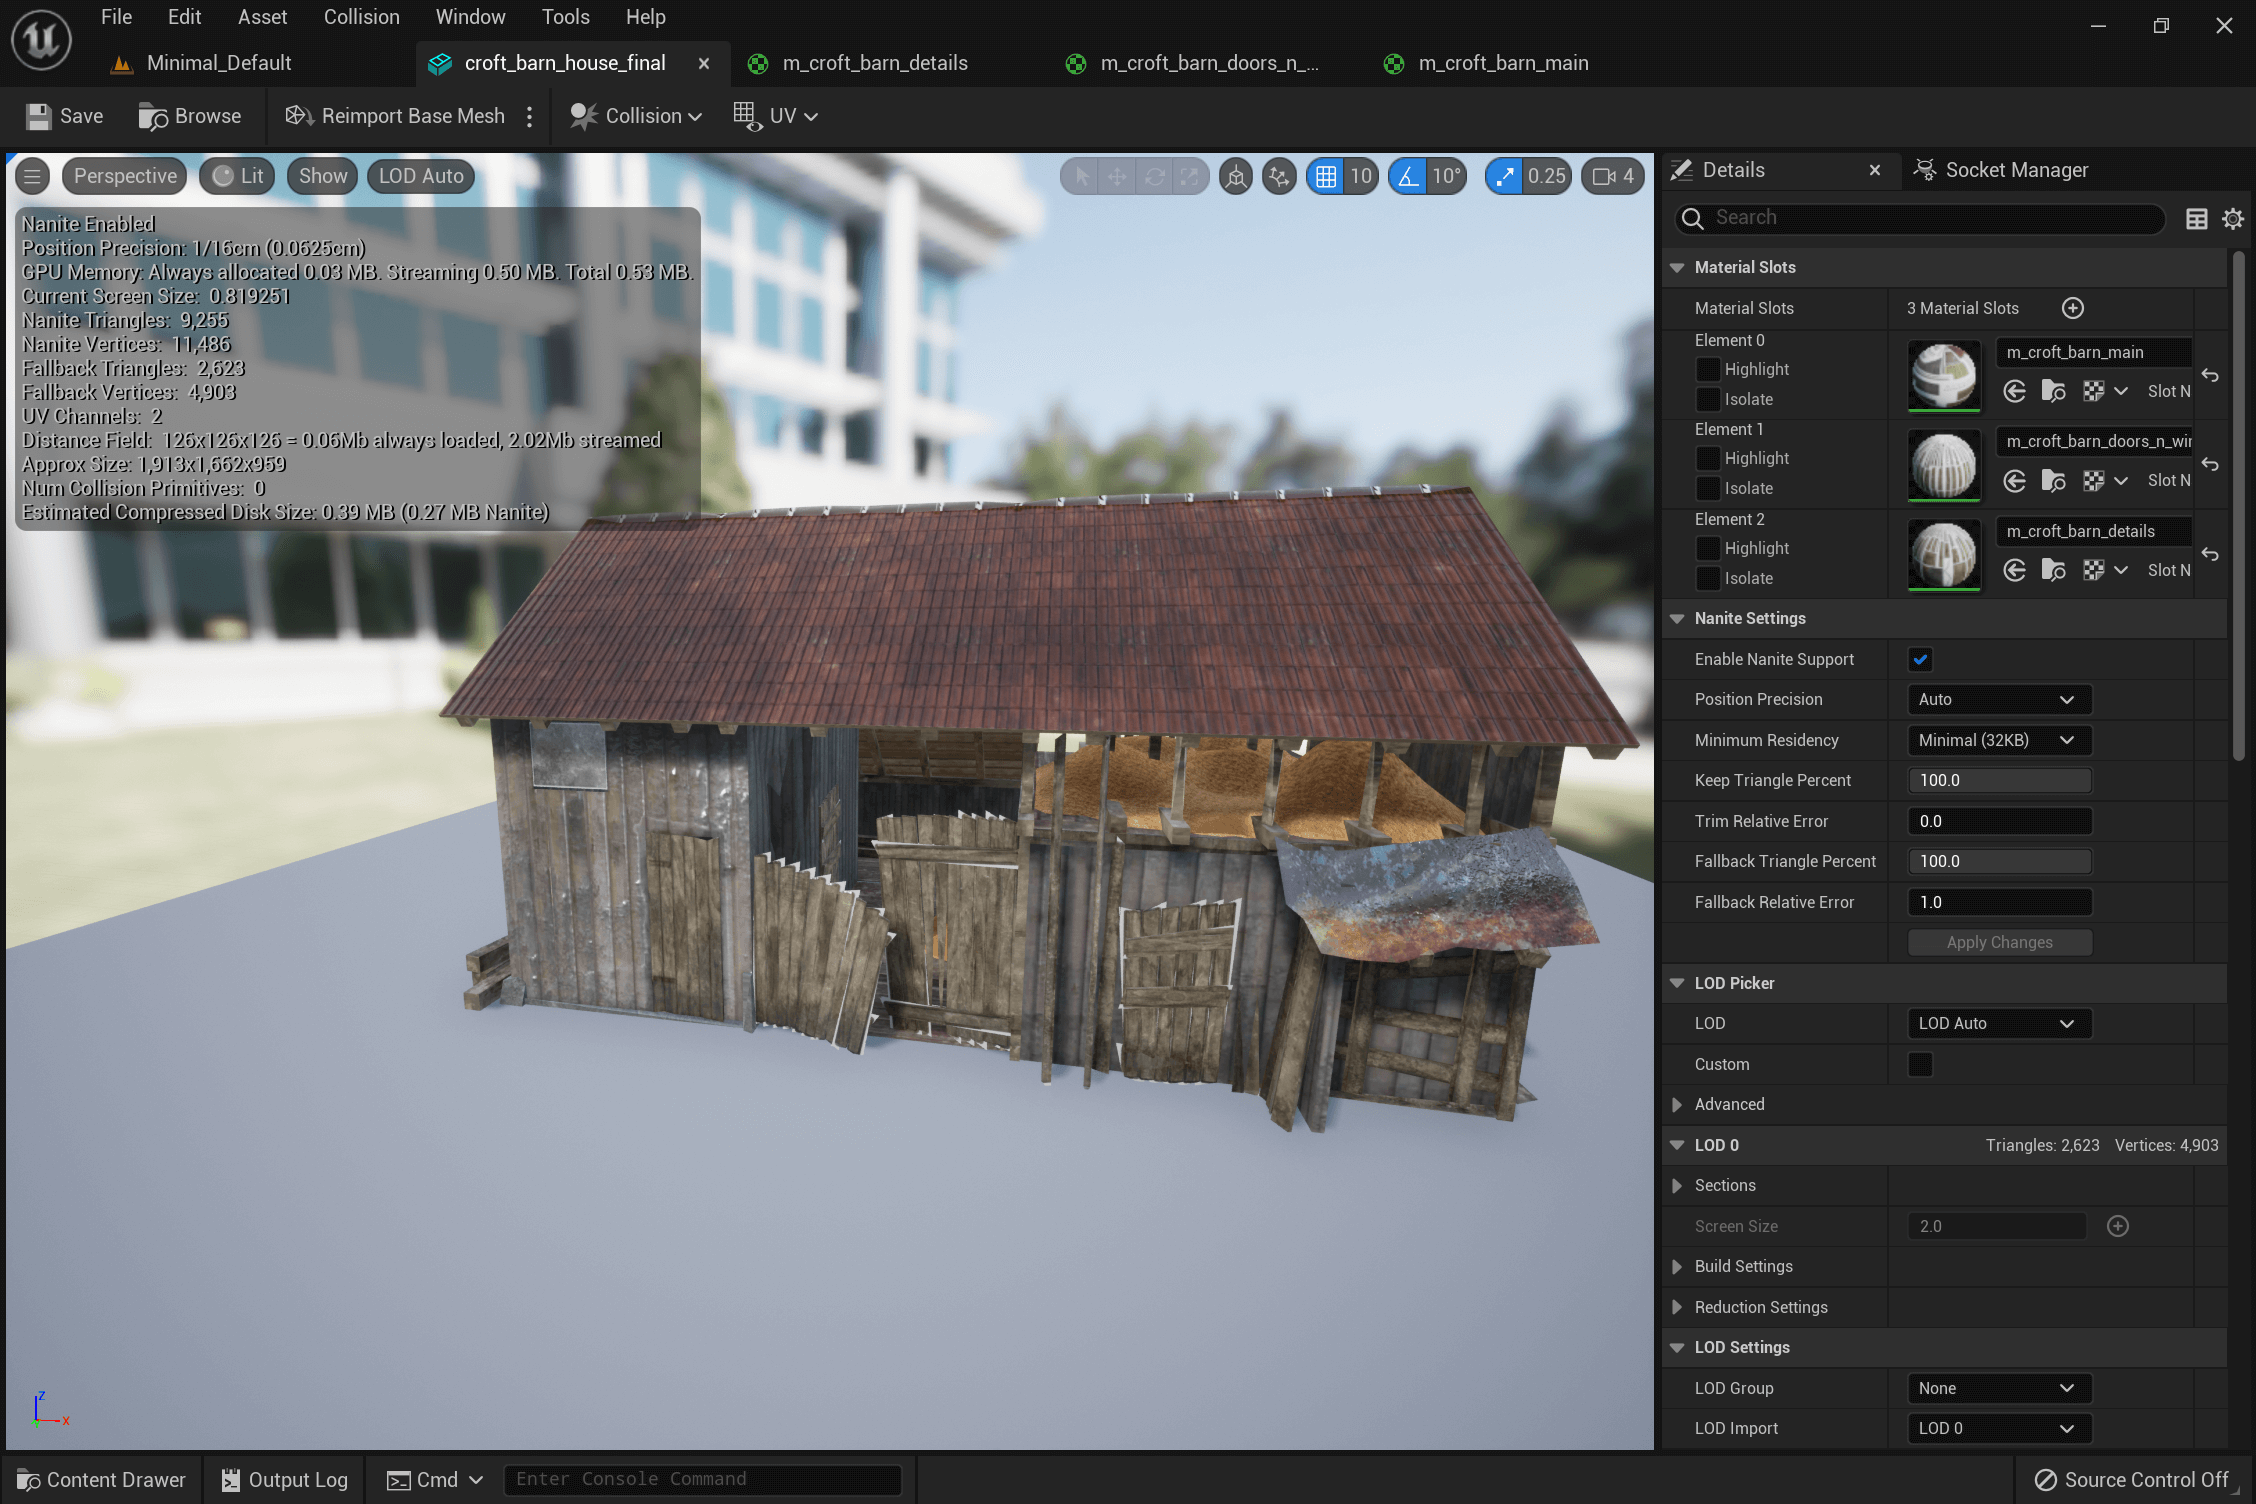 File Edit Asset Collision Window Tools Help
Minimal_Default croft_barn_house_final m_croft_barn_details m_croft_barn_doors_n_... m_croft_barn_main
Save Browse Reimport Base Mesh Collision UV
Perspective Lit Show LOD Auto 10 10° 0.25 4
Nanite Enabled
Position Precision: 1/16cm (0.0625cm)
GPU Memory: Always allocated 0.03 MB. Streaming 0.50 MB. Total 0.53 MB.
Current Screen Size: 0.819251
Nanite Triangles: 9,255
Nanite Vertices: 11,486
Fallback Triangles: 2,623
Fallback Vertices: 4,903
UV Channels: 2
Distance Field: 126x126x126 = 0.06Mb always loaded, 2.02Mb streamed
Approx Size: 1,913x1,662x959
Num Collision Primitives: 0
Estimated Compressed Disk Size: 0.39 MB (0.27 MB Nanite)
Z
X
Details Socket Manager
Search
Material Slots
Material Slots 3 Material Slots
Element 0
m_croft_barn_main
Highlight
Isolate Slot N
Element 1
m_croft_barn_doors_n_wir
Highlight
Isolate Slot N
Element 2
m_croft_barn_details
Highlight
Isolate Slot N
Nanite Settings
Enable Nanite Support
Position Precision Auto
Minimum Residency Minimal (32KB)
Keep Triangle Percent 100.0
Trim Relative Error 0.0
Fallback Triangle Percent 100.0
Fallback Relative Error 1.0
Apply Changes
LOD Picker
LOD LOD Auto
Custom
Advanced
LOD 0 Triangles: 2,623 Vertices: 4,903
Sections
Screen Size 2.0
Build Settings
Reduction Settings
LOD Settings
LOD Group None
LOD Import LOD 0
Content Drawer Output Log Cmd Enter Console Command Source Control Off